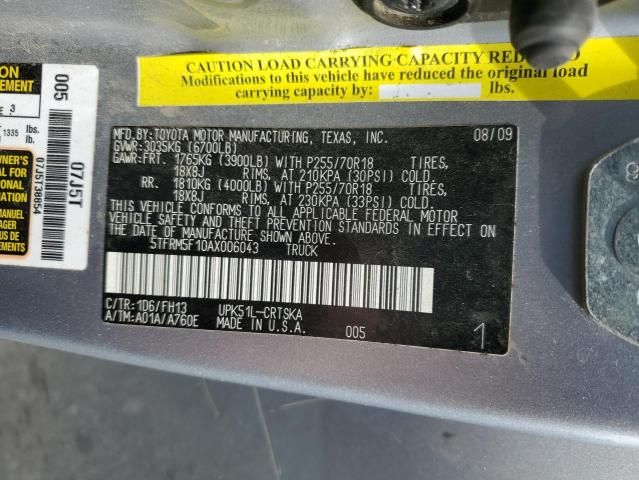 CAUTION LOAD CARRYING CAPACITY REDUCED
Modifications to this vehicle have reduced the original load
carrying capacity by: lbs.
MFD.BY:TOYOTA MOTOR MANUFACTURING, TEXAS, INC. 08/09
GVWR:3035KG (6700LB)
GAWR:FRT. 1765KG (3900LB) WITH P255/70R18 TIRES,
18X8J RIMS, AT 210KPA (30PSI) COLD.
RR. 1810KG (4000LB) WITH P255/70R18 TIRES,
18X8J RIMS, AT 230KPA (33PSI) COLD.
THIS VEHICLE CONFORMS TO ALL APPLICABLE FEDERAL MOTOR
VEHICLE SAFETY AND THEFT PREVENTION STANDARDS IN EFFECT ON
THE DATE OF MANUFACTURE SHOWN ABOVE.
5TFRM5F10AX006043 TRUCK
C/TR:1D6/FH13 UPK51L-CRTSKA
A/TM:A01A/A760E MADE IN U.S.A. 005 1
005
07J5T
07J5T38854
3
1335 lbs.
lbs.